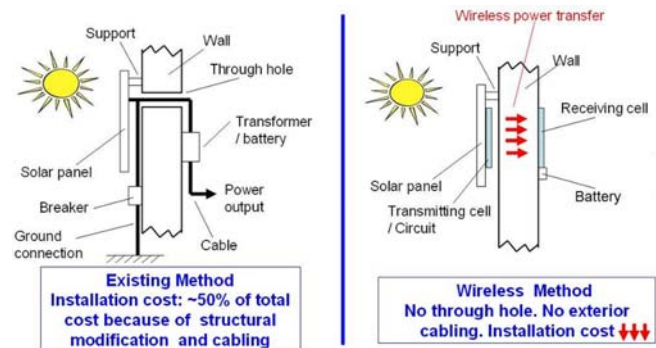 Support
Wall
Through hole
Transformer
/ battery
Solar panel
Breaker
Power
output
Ground
connection
Cable
Existing Method
Installation cost: ~50% of total
cost because of structural
modification and cabling
Wireless power transfer
Support
Wall
Receiving cell
Solar panel
Transmitting cell
/ Circuit
Battery
Wireless Method
No through hole. No exterior
cabling. Installation cost